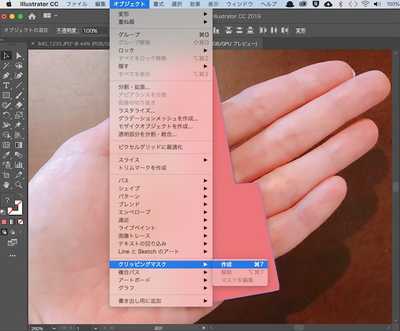 Illustrator CC ファイル 編集 オブジェクト 書式 選択 効果 表示 ウィンドウ ヘルプ 100%
Illustrator CC 2019
オブジェクトの混在 不透明度: 100% 変形
変形
重ね順
グループ ⌘G
グループ解除 ⇧⌘G
ロック
すべてをロック解除 ⌥⌘2
隠す
すべてを表示 ⌥⌘3
分割・拡張...
アピアランスを分割
画像の切り抜き
ラスタライズ...
グラデーションメッシュを作成...
モザイクオブジェクトを作成...
透明部分を分割・統合...
ピクセルグリッドに最適化
スライス
トリムマークを作成
パス
シェイプ
パターン
ブレンド
エンベロープ
遠近
ライブペイント
画像トレース
テキストの回り込み
Line と Sketch のアート
クリッピングマスク 作成 ⌘7
複合パス 解除 ⌥⌘7
アートボード マスクを編集
グラフ
書き出し用に追加